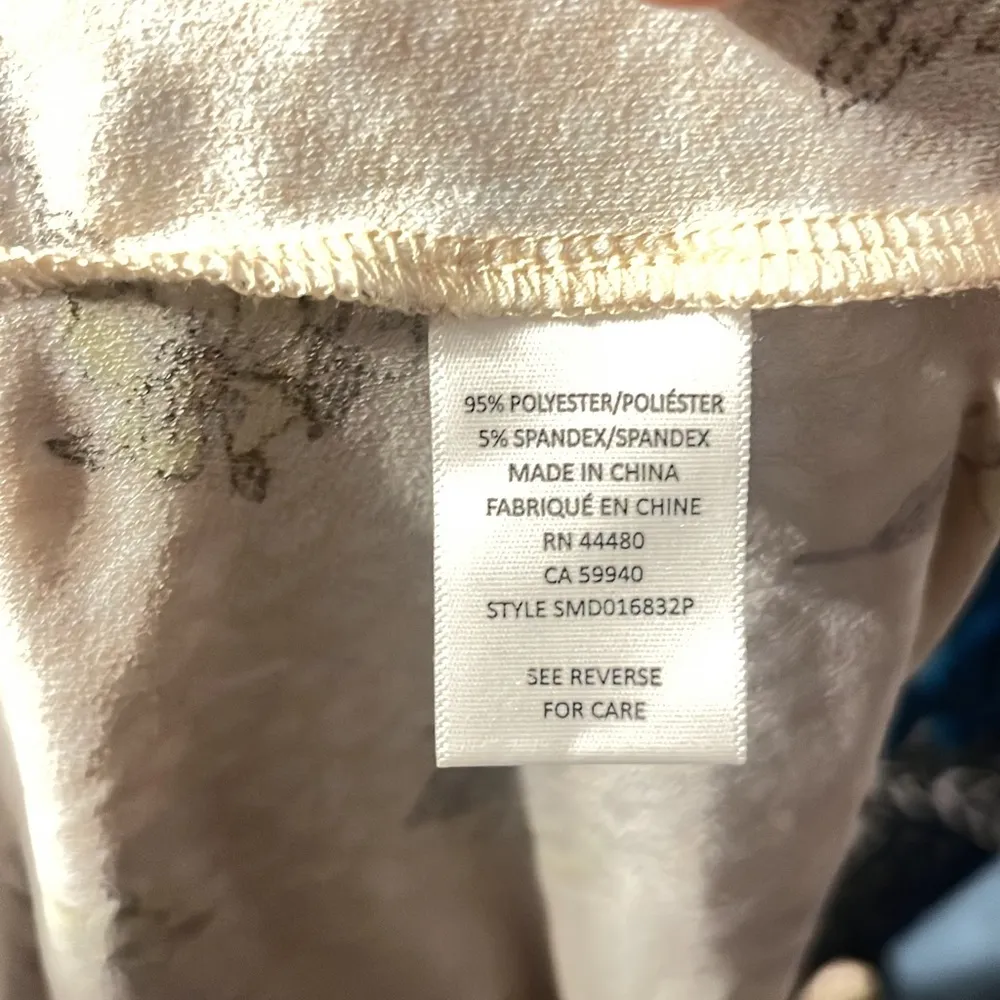 95% POLYESTER/POLIÉSTER
5% SPANDEX/SPANDEX
MADE IN CHINA
FABRIQUÉ EN CHINE
RN 44480
CA 59940
STYLE SMD016832P
SEE REVERSE
FOR CARE